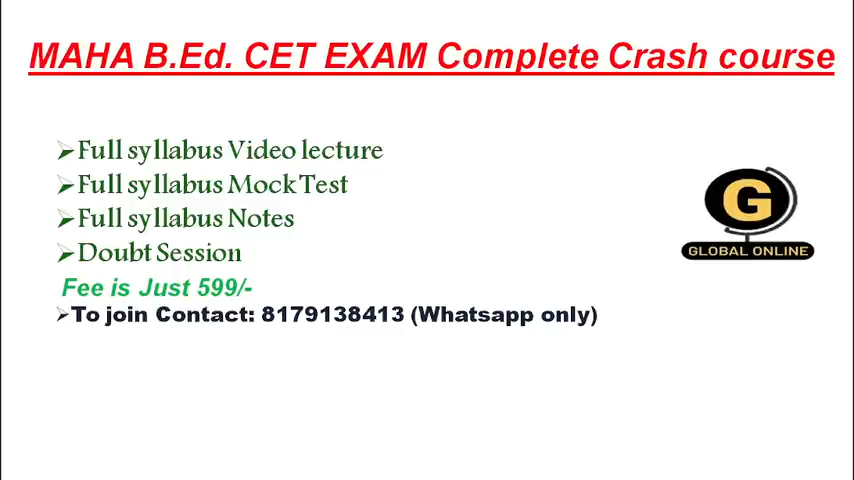 MAHA B.Ed. CET EXAM Complete Crash course
➢Full syllabus Video lecture
➢Full syllabus Mock Test
➢Full syllabus Notes
➢Doubt Session
Fee is Just 599/-
➢To join Contact: 8179138413 (Whatsapp only)
G
GLOBAL ONLINE